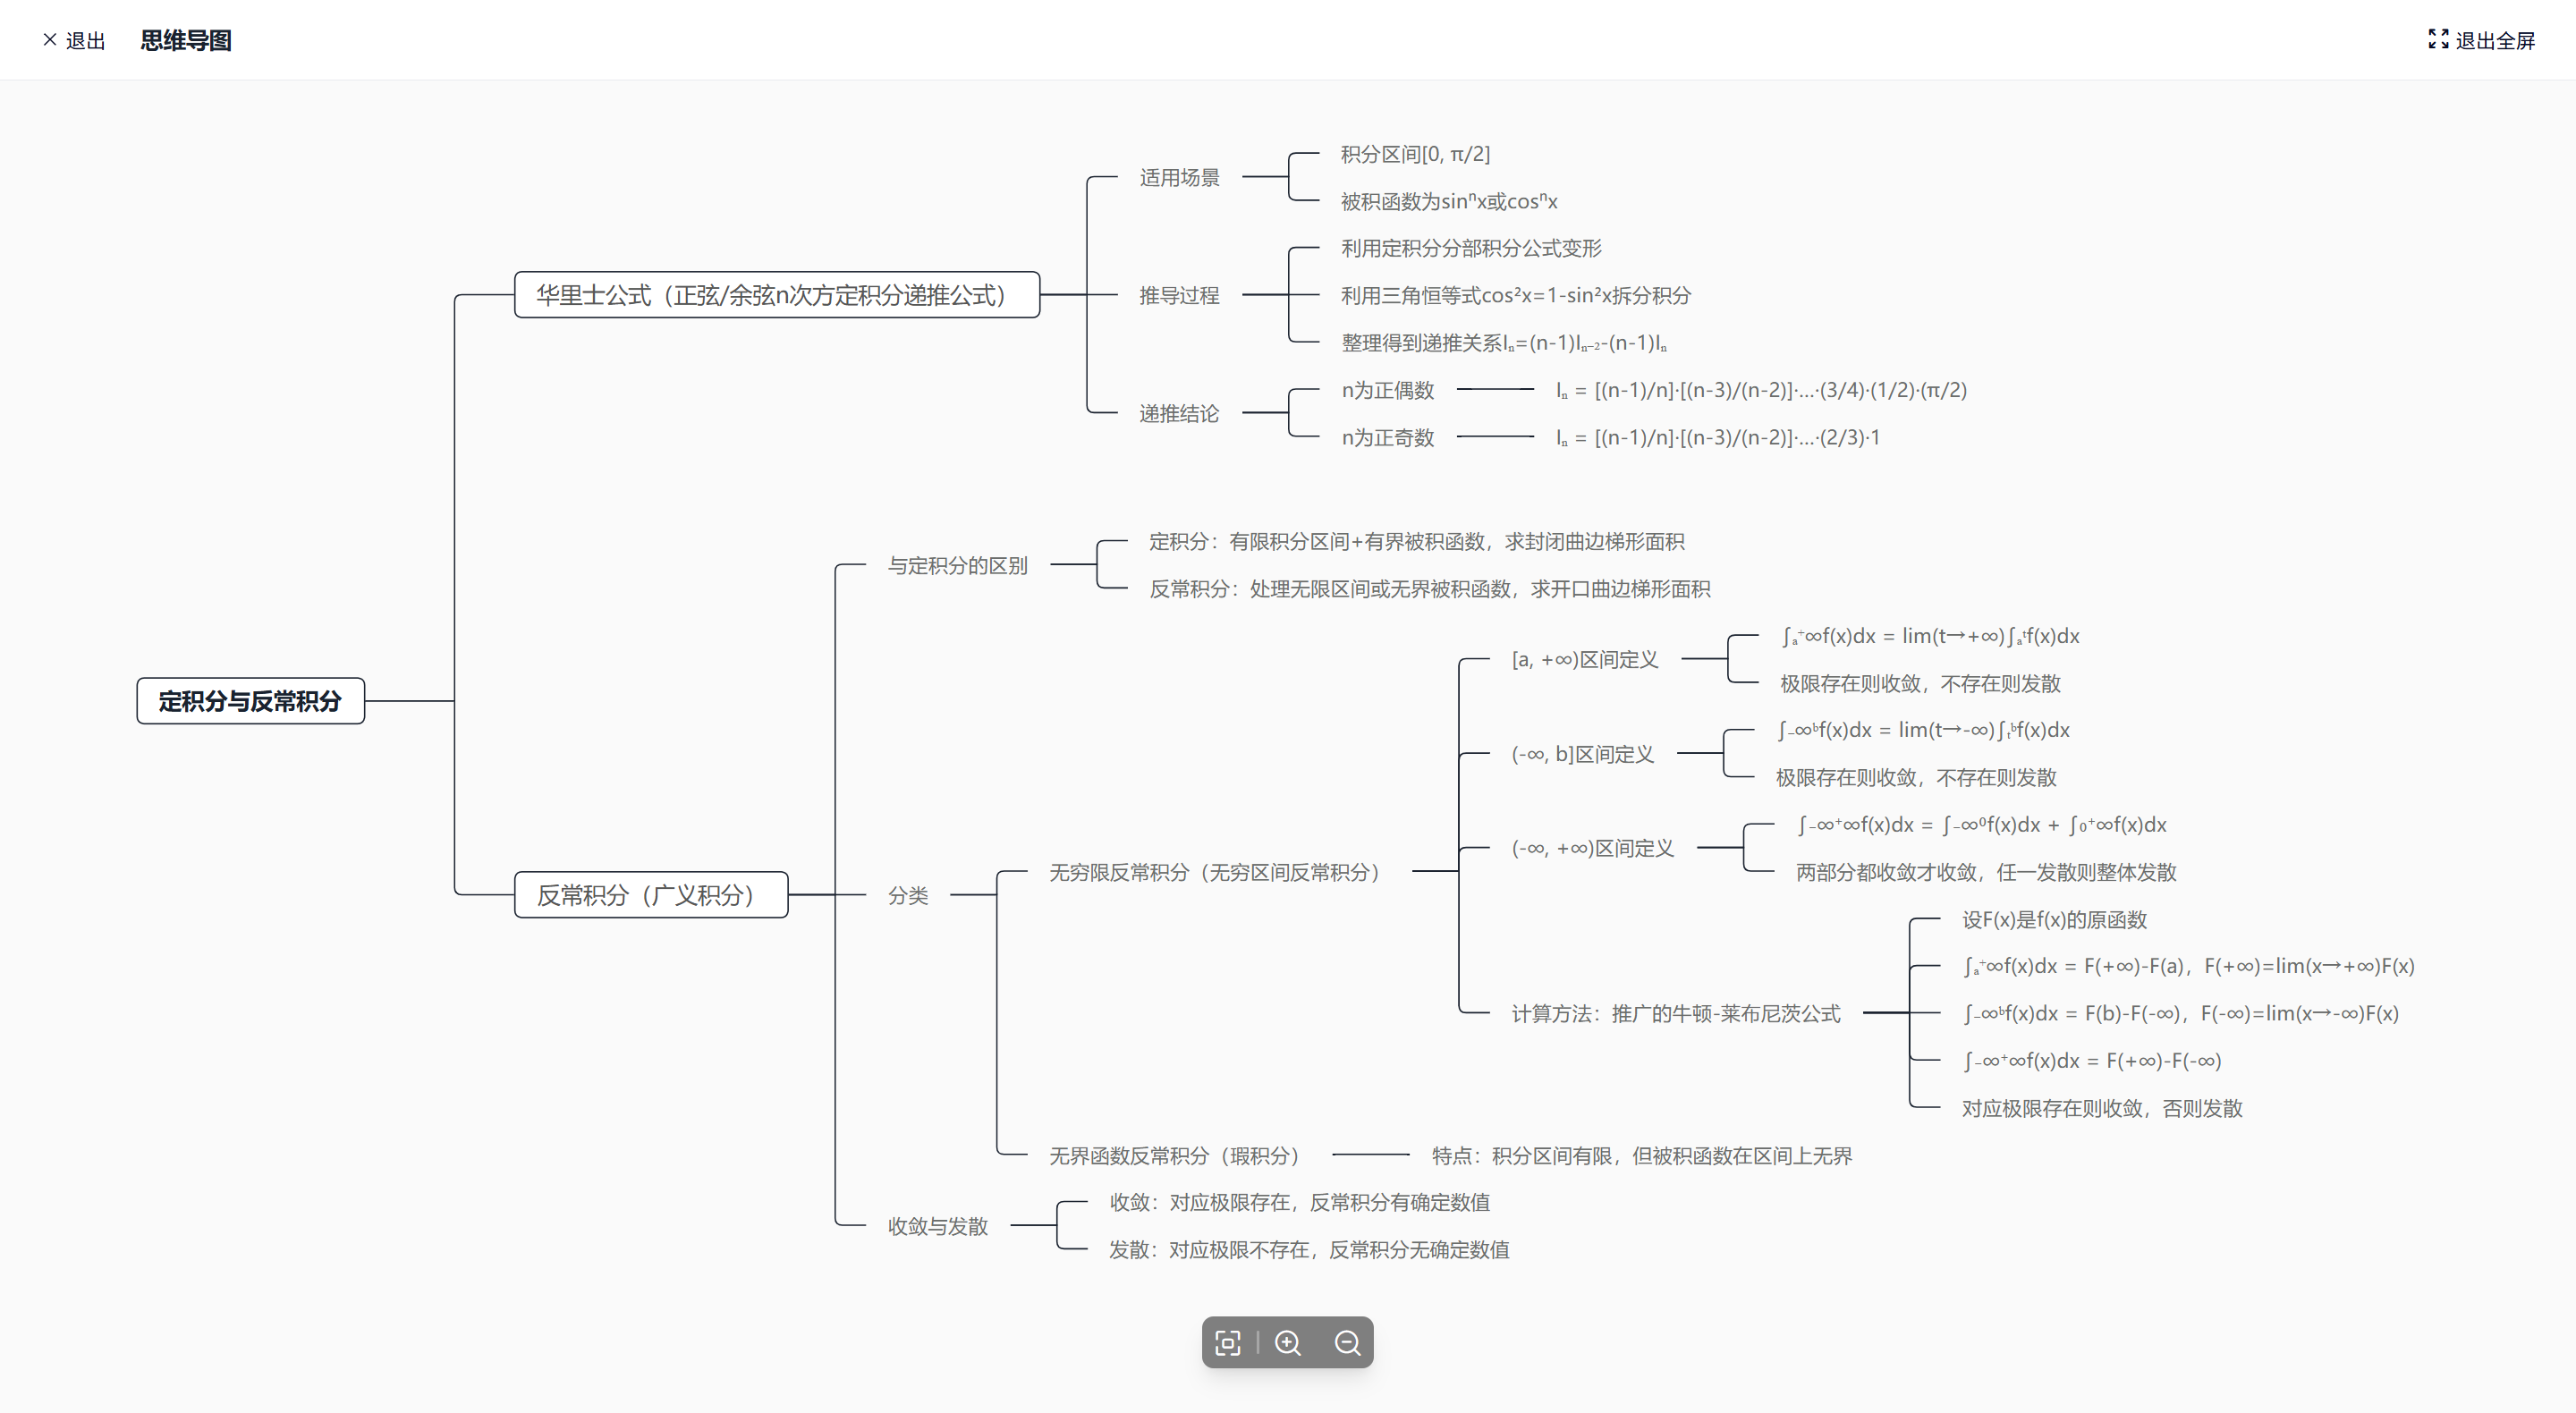 退出 思维导图 退出全屏
定积分与反常积分
华里士公式（正弦/余弦n次方定积分递推公式）
适用场景
积分区间[0, π/2]
被积函数为sinⁿx或cosⁿx
推导过程
利用定积分分部积分公式变形
利用三角恒等式cos²x=1-sin²x拆分积分
整理得到递推关系Iₙ=(n-1)Iₙ₋₂-(n-1)Iₙ
递推结论
n为正偶数
Iₙ = [(n-1)/n]·[(n-3)/(n-2)]·...·(3/4)·(1/2)·(π/2)
n为正奇数
Iₙ = [(n-1)/n]·[(n-3)/(n-2)]·...·(2/3)·1
反常积分（广义积分）
与定积分的区别
定积分：有限积分区间+有界被积函数，求封闭曲边梯形面积
反常积分：处理无限区间或无界被积函数，求开口曲边梯形面积
分类
无穷限反常积分（无穷区间反常积分）
[a, +∞)区间定义
∫ₐ⁺∞f(x)dx = lim(t→+∞)∫ₐᵗf(x)dx
极限存在则收敛，不存在则发散
(-∞, b]区间定义
∫₋∞ᵇf(x)dx = lim(t→-∞)∫ₜᵇf(x)dx
极限存在则收敛，不存在则发散
(-∞, +∞)区间定义
∫₋∞⁺∞f(x)dx = ∫₋∞⁰f(x)dx + ∫₀⁺∞f(x)dx
两部分都收敛才收敛，任一发散则整体发散
计算方法：推广的牛顿-莱布尼茨公式
设F(x)是f(x)的原函数
∫ₐ⁺∞f(x)dx = F(+∞)-F(a)，F(+∞)=lim(x→+∞)F(x)
∫₋∞ᵇf(x)dx = F(b)-F(-∞)，F(-∞)=lim(x→-∞)F(x)
∫₋∞⁺∞f(x)dx = F(+∞)-F(-∞)
对应极限存在则收敛，否则发散
无界函数反常积分（瑕积分）
特点：积分区间有限，但被积函数在区间上无界
收敛与发散
收敛：对应极限存在，反常积分有确定数值
发散：对应极限不存在，反常积分无确定数值